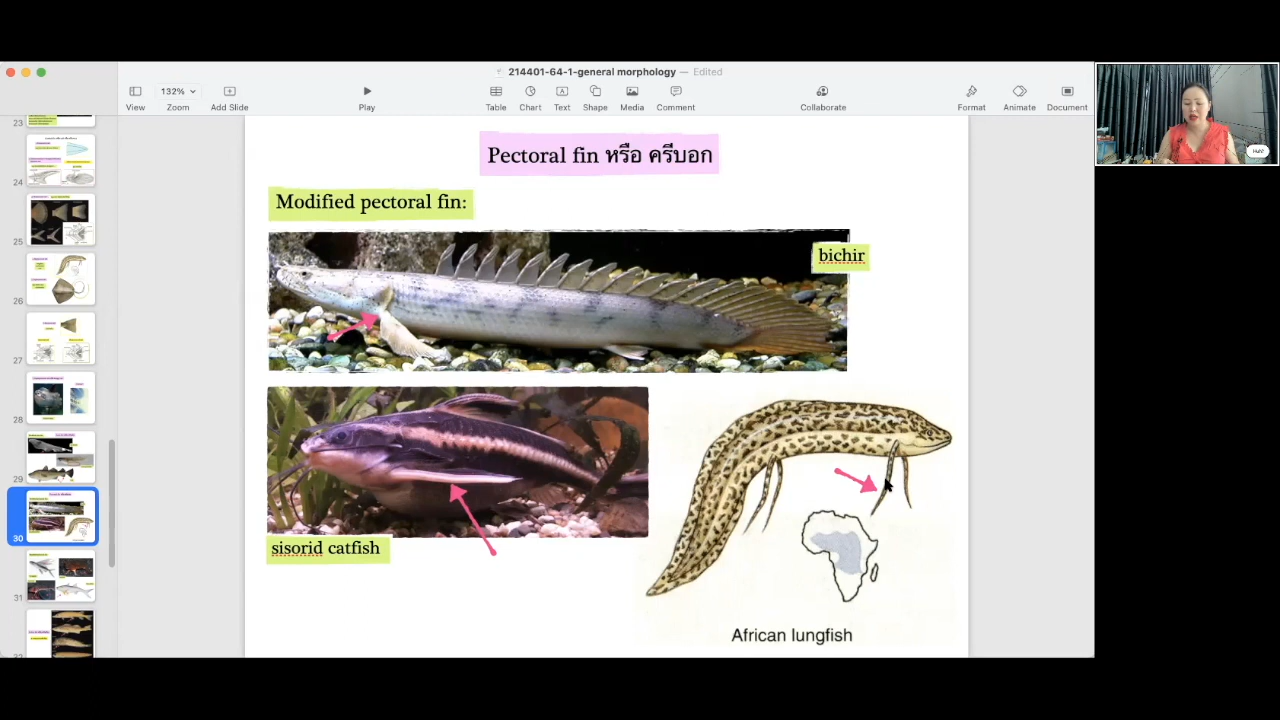 214401-64-1-general morphology — Edited
132%
View
Zoom
Add Slide
Play
Table
Chart
Text
Shape
Media
Comment
Collaborate
Format
Animate
Document
23
24
25
26
27
28
29
30
31
Pectoral fin หรือ ครีบอก
Modified pectoral fin:
bichir
sisorid catfish
African lungfish